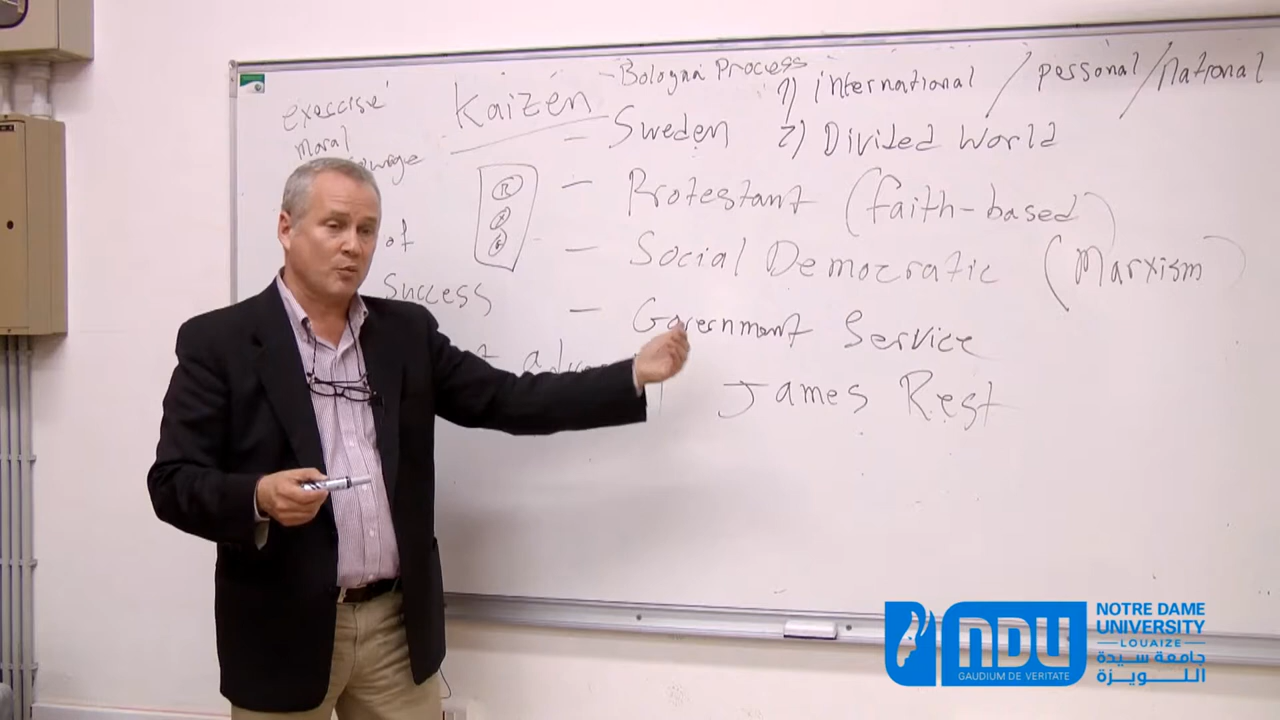 - Bologna Process
1) international / personal / national
exercise
Kaizen
- Sweden
2) Divided World
moral
- Protestant (faith-based)
of
- Social Democratic (Marxism)
Success
- Government Service
James Rest
NDU
GAUDIUM DE VERITATE
NOTRE DAME
UNIVERSITY
LOUAIZE
جامعة سيدة
اللويزة